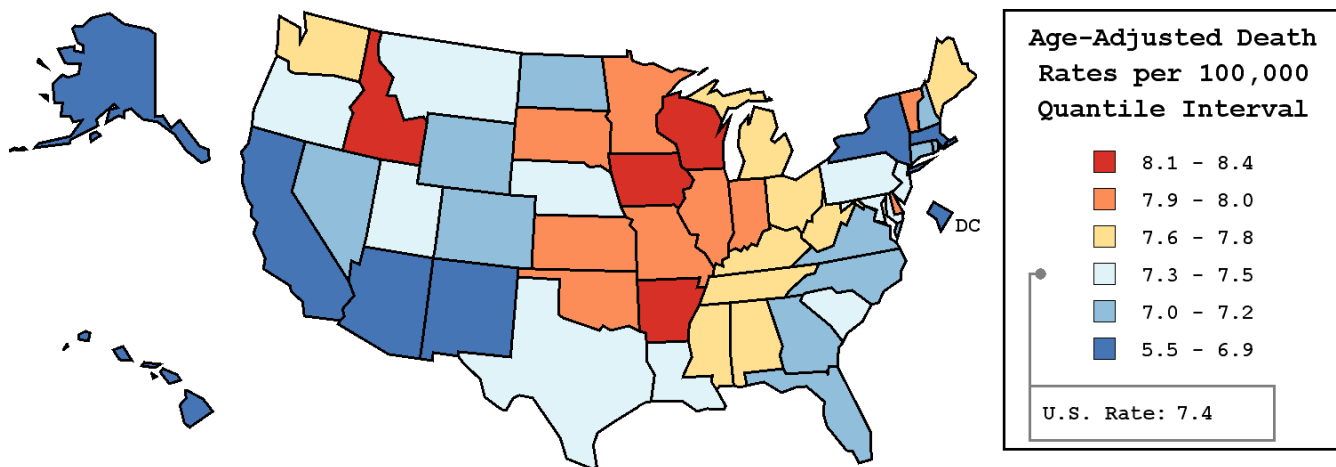 Age-Adjusted Death
Rates per 100,000
Quantile Interval
8.1 - 8.4
7.9 - 8.0
7.6 - 7.8
7.3 - 7.5
7.0 - 7.2
5.5 - 6.9
U.S. Rate: 7.4
DC